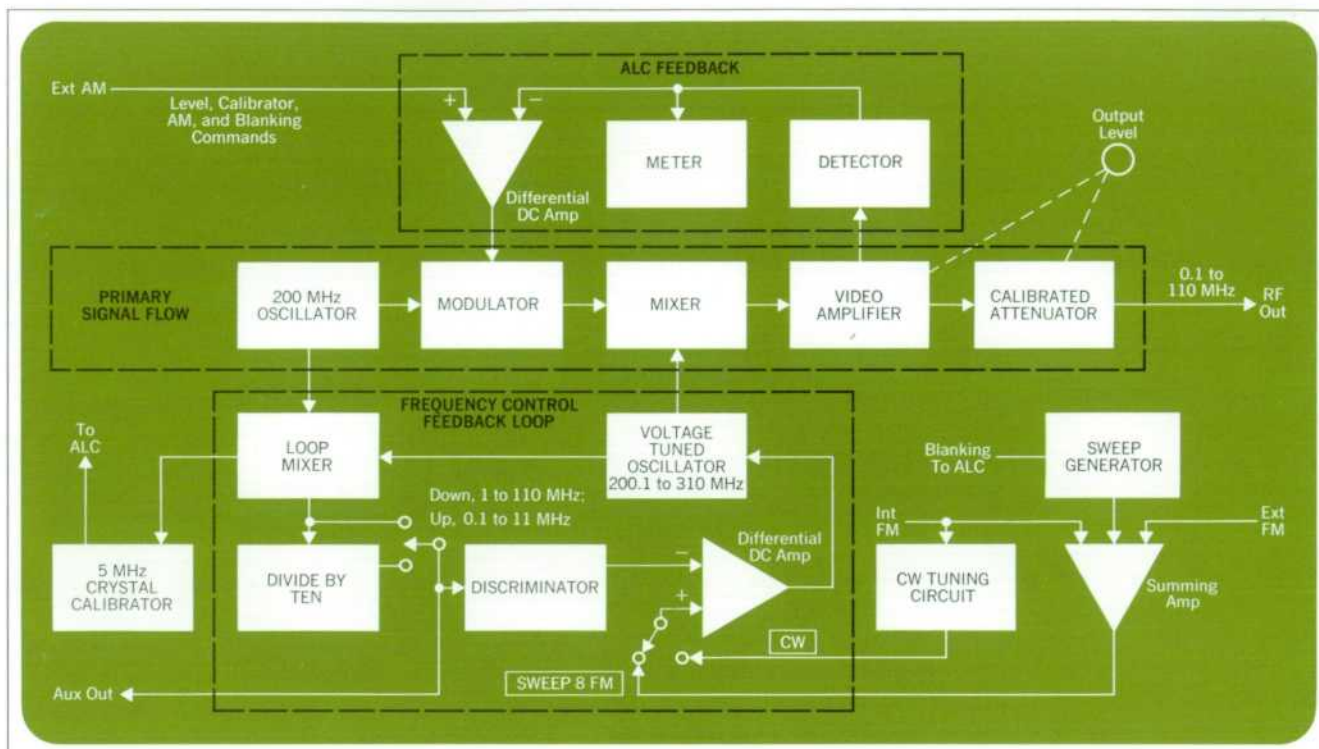 ALC FEEDBACK
Ext AM
Level, Calibrator,
AM, and Blanking
Commands
+
−
METER
DETECTOR
Output
Level
Differential
DC Amp
PRIMARY
SIGNAL FLOW
200 MHz
OSCILLATOR
MODULATOR
MIXER
VIDEO
AMPLIFIER
CALIBRATED
ATTENUATOR
0.1 to
110 MHz
RF
Out
FREQUENCY CONTROL
FEEDBACK LOOP
To
ALC
LOOP
MIXER
VOLTAGE
TUNED
OSCILLATOR
200.1 to 310 MHz
Blanking
To ALC
SWEEP
GENERATOR
Down, 1 to 110 MHz;
Up, 0.1 to 11 MHz
Int
FM
Ext
FM
5 MHz
CRYSTAL
CALIBRATOR
DIVIDE BY
TEN
DISCRIMINATOR
−
+
Differential
DC Amp
CW TUNING
CIRCUIT
Summing
Amp
CW
SWEEP 8 FM
Aux Out